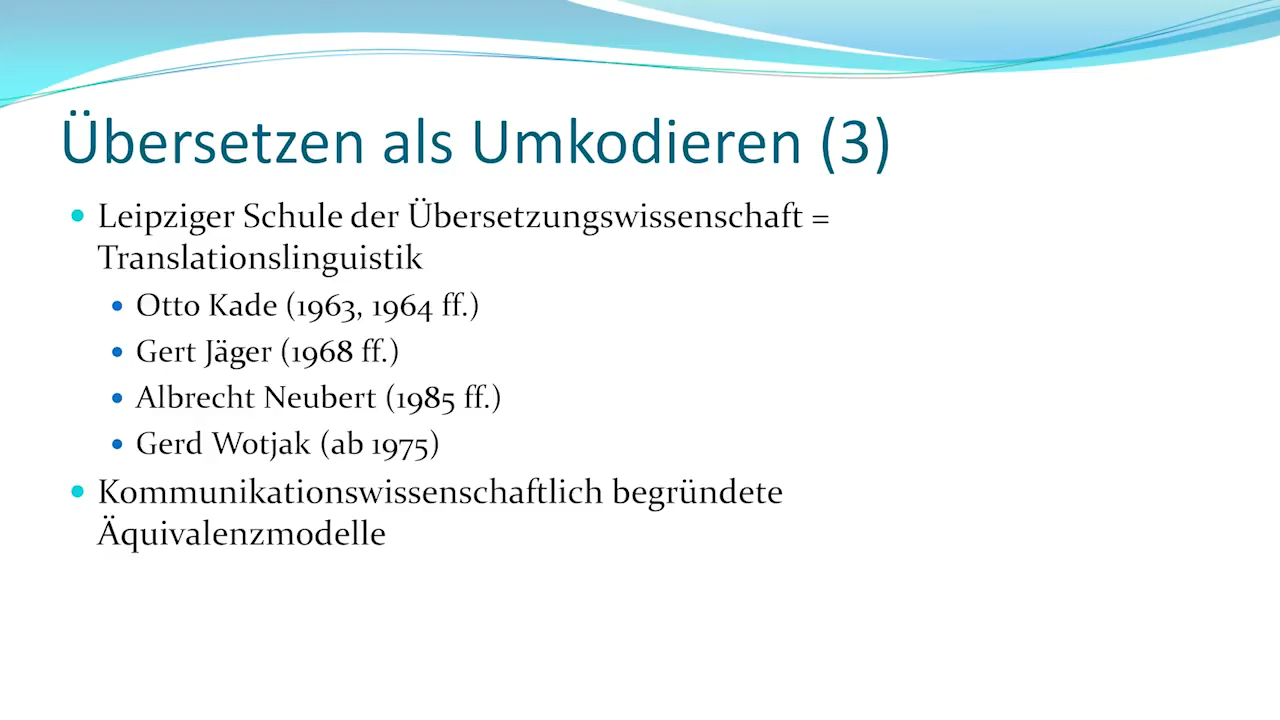 Übersetzen als Umkodieren (3)
Leipziger Schule der Übersetzungswissenschaft =
Translationslinguistik
Otto Kade (1963, 1964 ff.)
Gert Jäger (1968 ff.)
Albrecht Neubert (1985 ff.)
Gerd Wotjak (ab 1975)
Kommunikationswissenschaftlich begründete
Äquivalenzmodelle